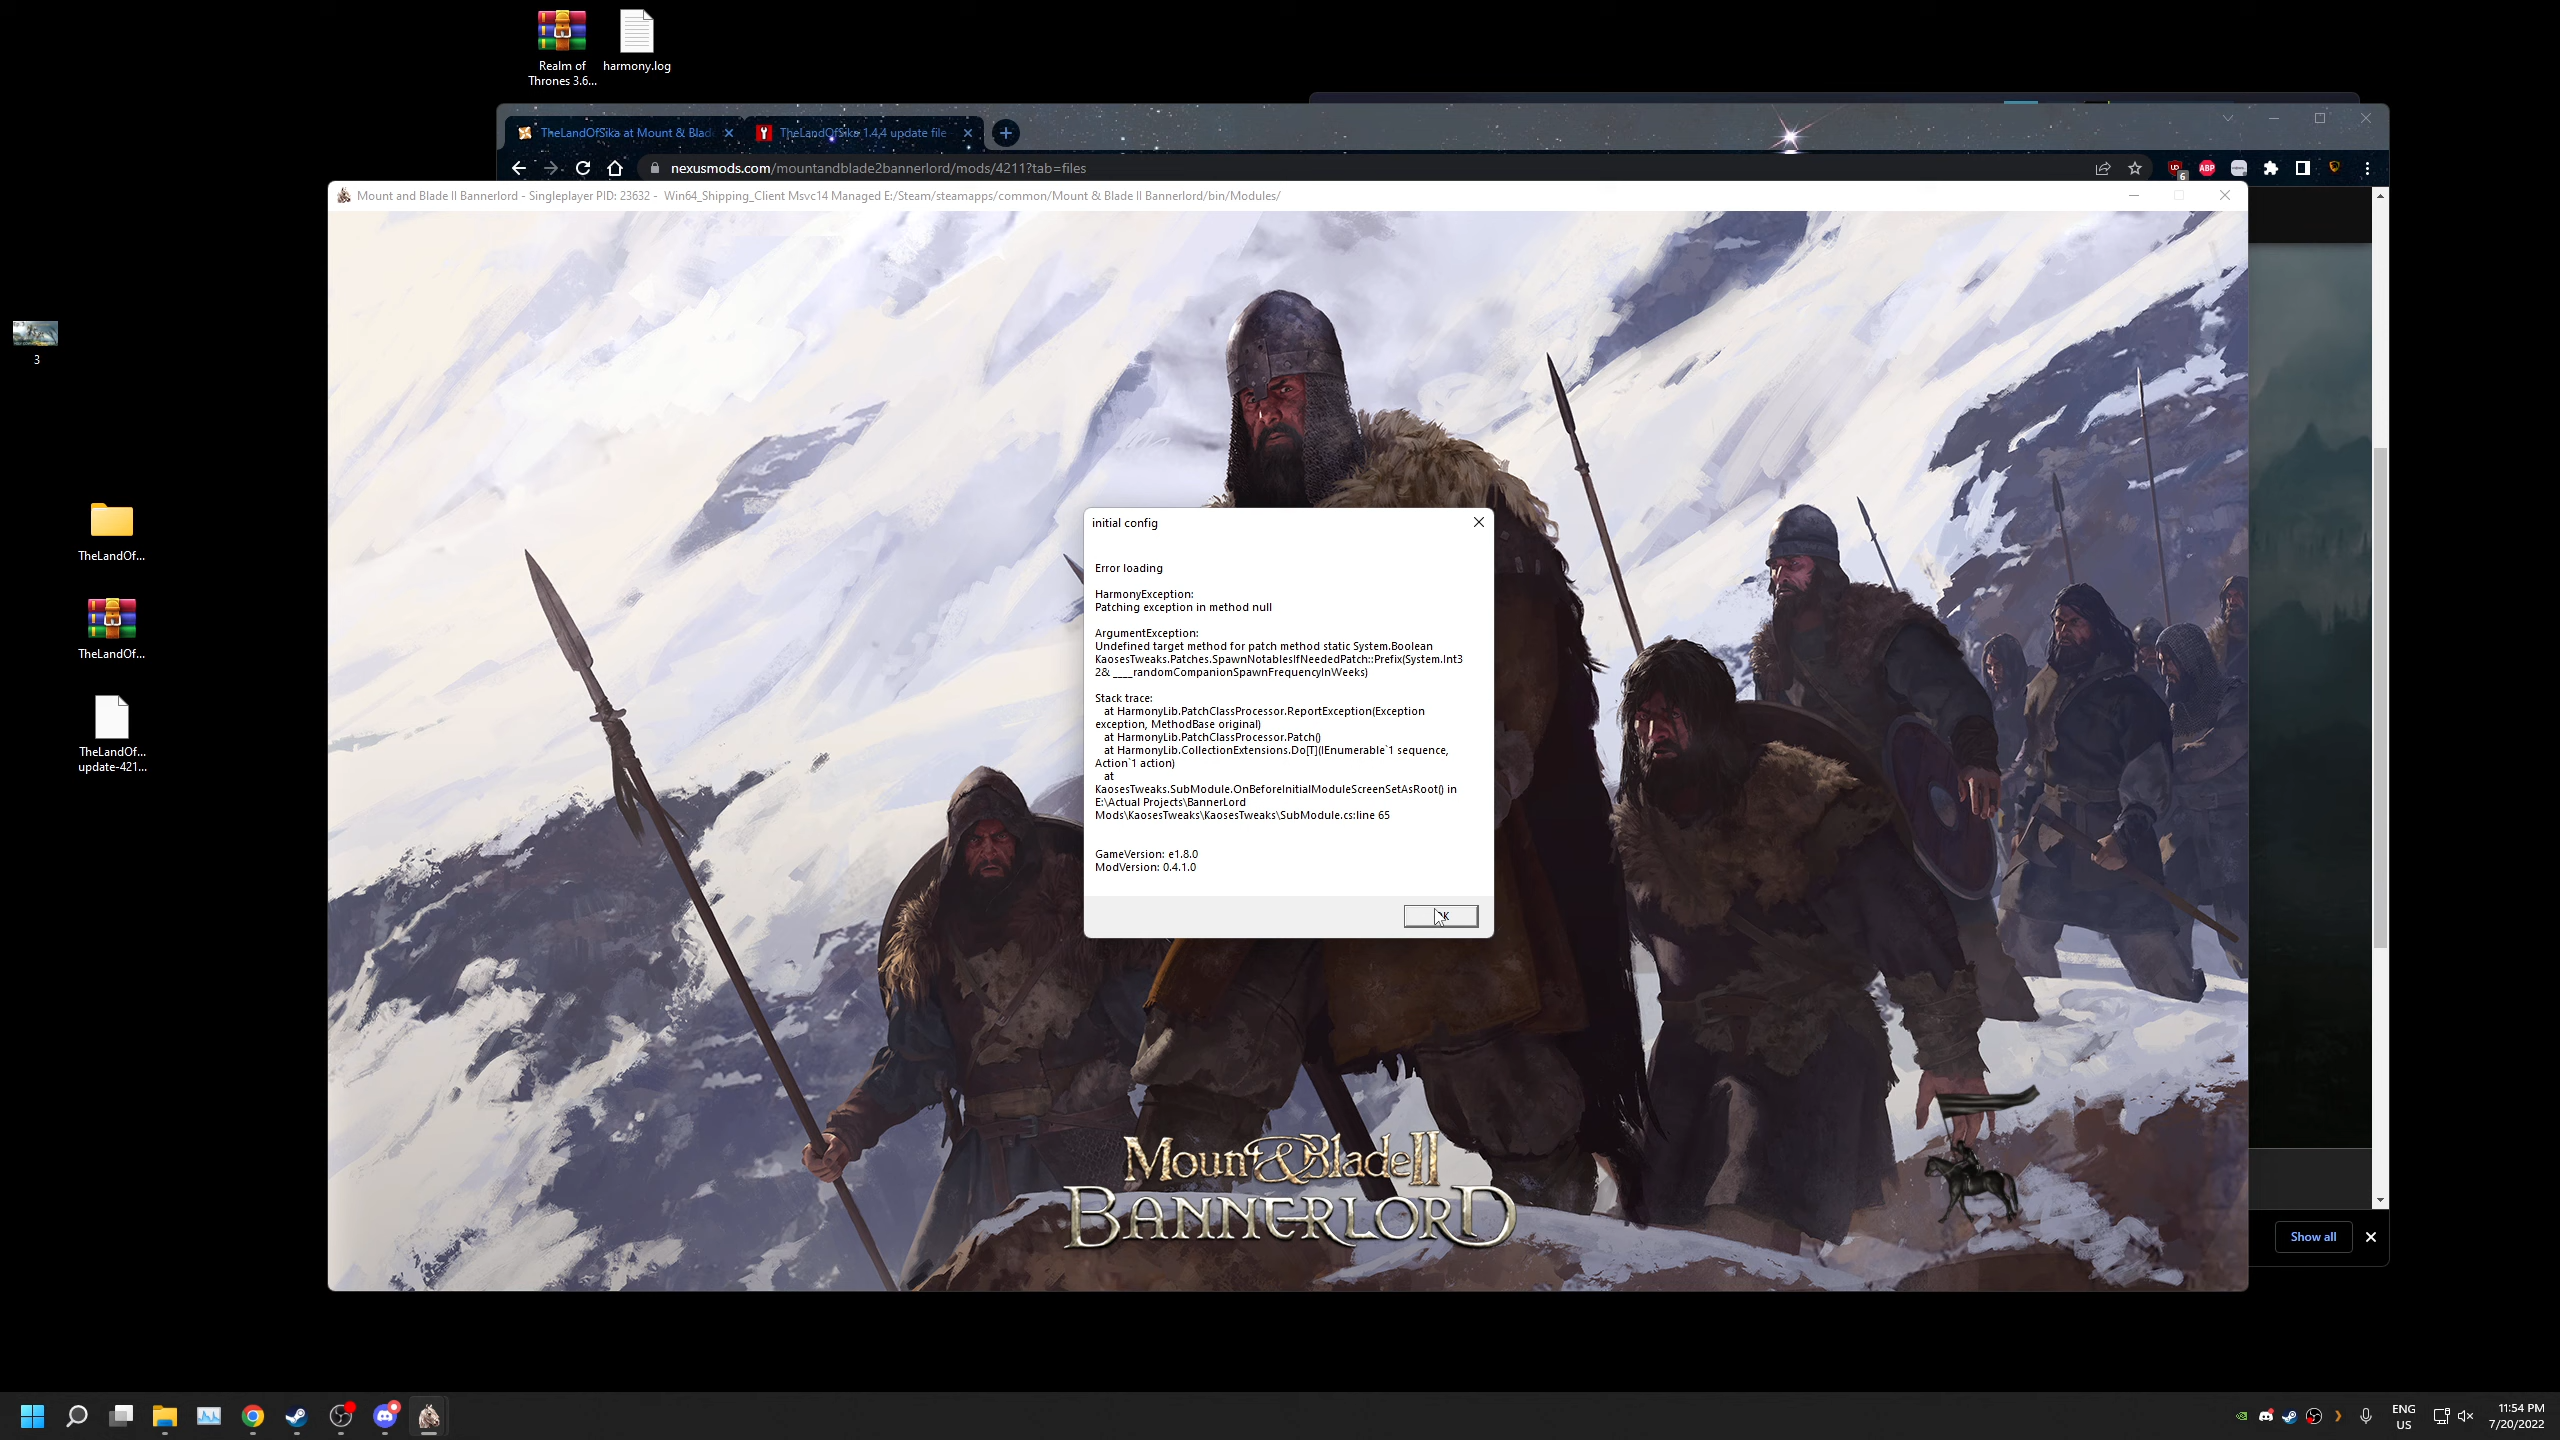 Realm of
Thrones 3.6...
harmony.log
TheLandOfSika at Mount & Blad
TheLandOfSika 1.4.4 update file
nexusmods.com/mountandblade2bannerlord/mods/4211?tab=files
ABP
6
Mount and Blade II Bannerlord - Singleplayer PID: 23632 - Win64_Shipping_Client Msvc14 Managed E:/Steam/steamapps/common/Mount & Blade II Bannerlord/bin/Modules/
3
TheLandOf...
TheLandOf...
TheLandOf...
update-421...
initial config
Error loading
HarmonyException:
Patching exception in method null
ArgumentException:
Undefined target method for patch method static System.Boolean
KaosesTweaks.Patches.SpawnNotablesIfNeededPatch::Prefix(System.Int3
2& ____randomCompanionSpawnFrequencyInWeeks)
Stack trace:
at HarmonyLib.PatchClassProcessor.ReportException(Exception
exception, MethodBase original)
at HarmonyLib.PatchClassProcessor.Patch()
at HarmonyLib.CollectionExtensions.Do[T](IEnumerable`1 sequence,
Action`1 action)
at
KaosesTweaks.SubModule.OnBeforeInitialModuleScreenSetAsRoot() in
E:\Actual Projects\BannerLord
Mods\KaosesTweaks\KaosesTweaks\SubModule.cs:line 65
GameVersion: e1.8.0
ModVersion: 0.4.1.0
Mount & Blade II
BANNERLORD
Show all
ENG
US
11:54 PM
7/20/2022